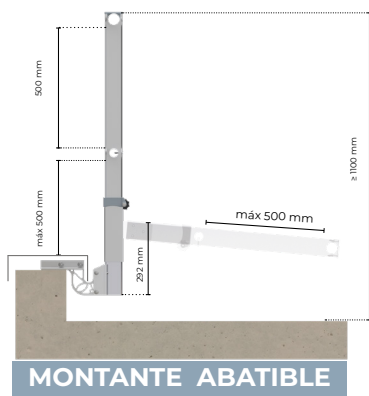 500 mm
máx 500 mm
292 mm
máx 500 mm
≥ 1100 mm
MONTANTE ABATIBLE